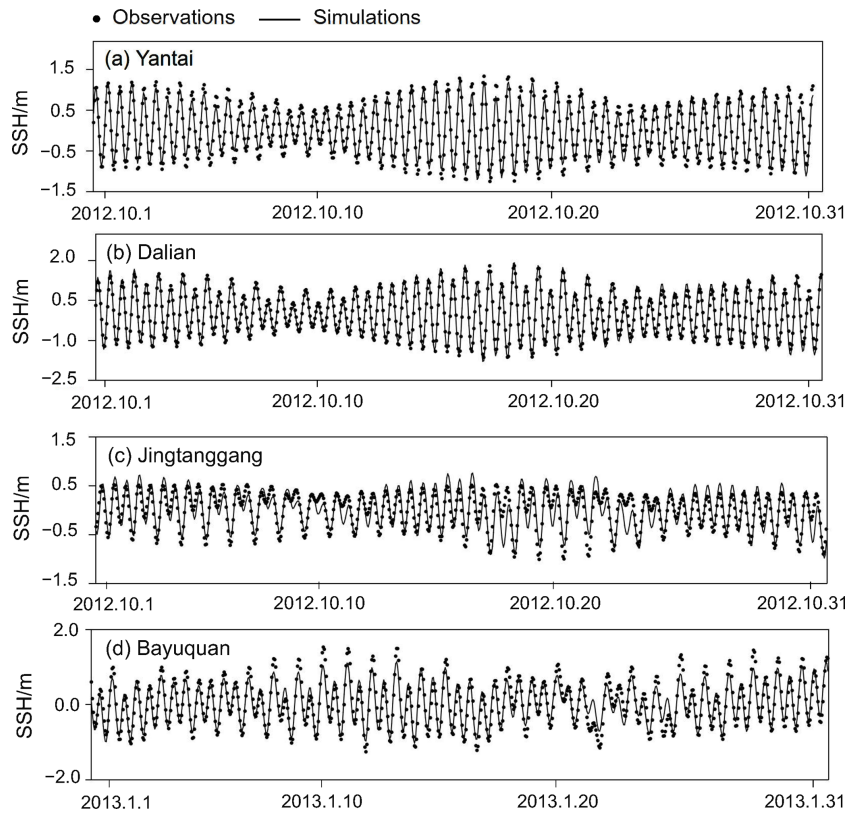 Observations Simulations
(a) Yantai
SSH/m
1.5
0.5
−0.5
−1.5
2012.10.1 2012.10.10 2012.10.20 2012.10.31
(b) Dalian
SSH/m
2.0
0.5
−1.0
−2.5
2012.10.1 2012.10.10 2012.10.20 2012.10.31
(c) Jingtanggang
SSH/m
1.5
0.5
−0.5
−1.5
2012.10.1 2012.10.10 2012.10.20 2012.10.31
(d) Bayuquan
SSH/m
2.0
0.0
−2.0
2013.1.1 2013.1.10 2013.1.20 2013.1.31